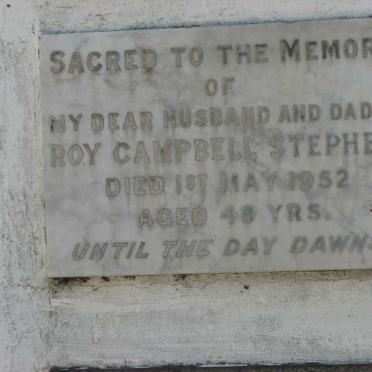 SACRED TO THE MEMOR
OF
MY DEAR HUSBAND AND DAD
ROY CAMPBELL STEPHE
DIED 1ST MAY 1952
AGED 48 YRS.
UNTIL THE DAY DAWNS